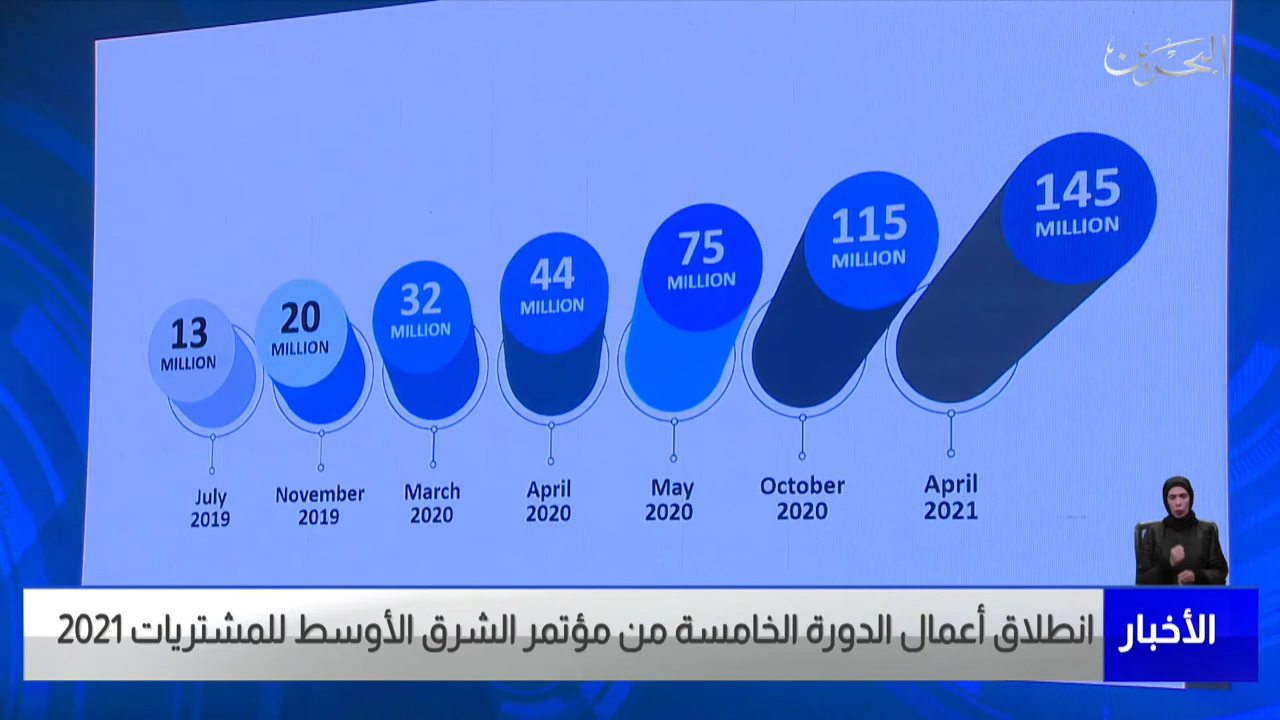 البحرين
145
MILLION
115
MILLION
75
MILLION
44
MILLION
32
MILLION
20
MILLION
13
MILLION
July
2019
November
2019
March
2020
April
2020
May
2020
October
2020
April
2021
الأخبار
انطلاق أعمال الدورة الخامسة من مؤتمر الشرق الأوسط للمشتريات 2021